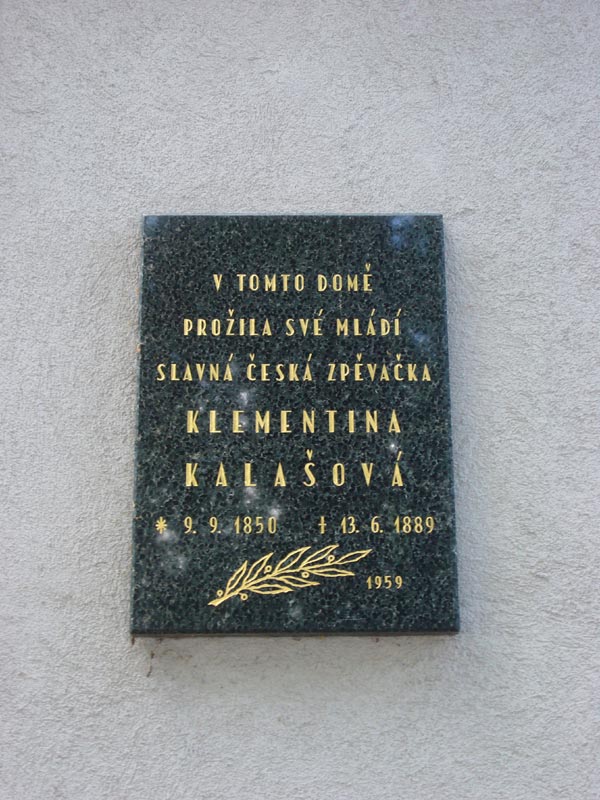 V TOMTO DOMĚ
PROŽILA SVÉ MLÁDÍ
SLAVNÁ ČESKÁ ZPĚVAČKA
KLEMENTINA
KALAŠOVÁ
* 9. 9. 1850 † 13. 6. 1889
1959